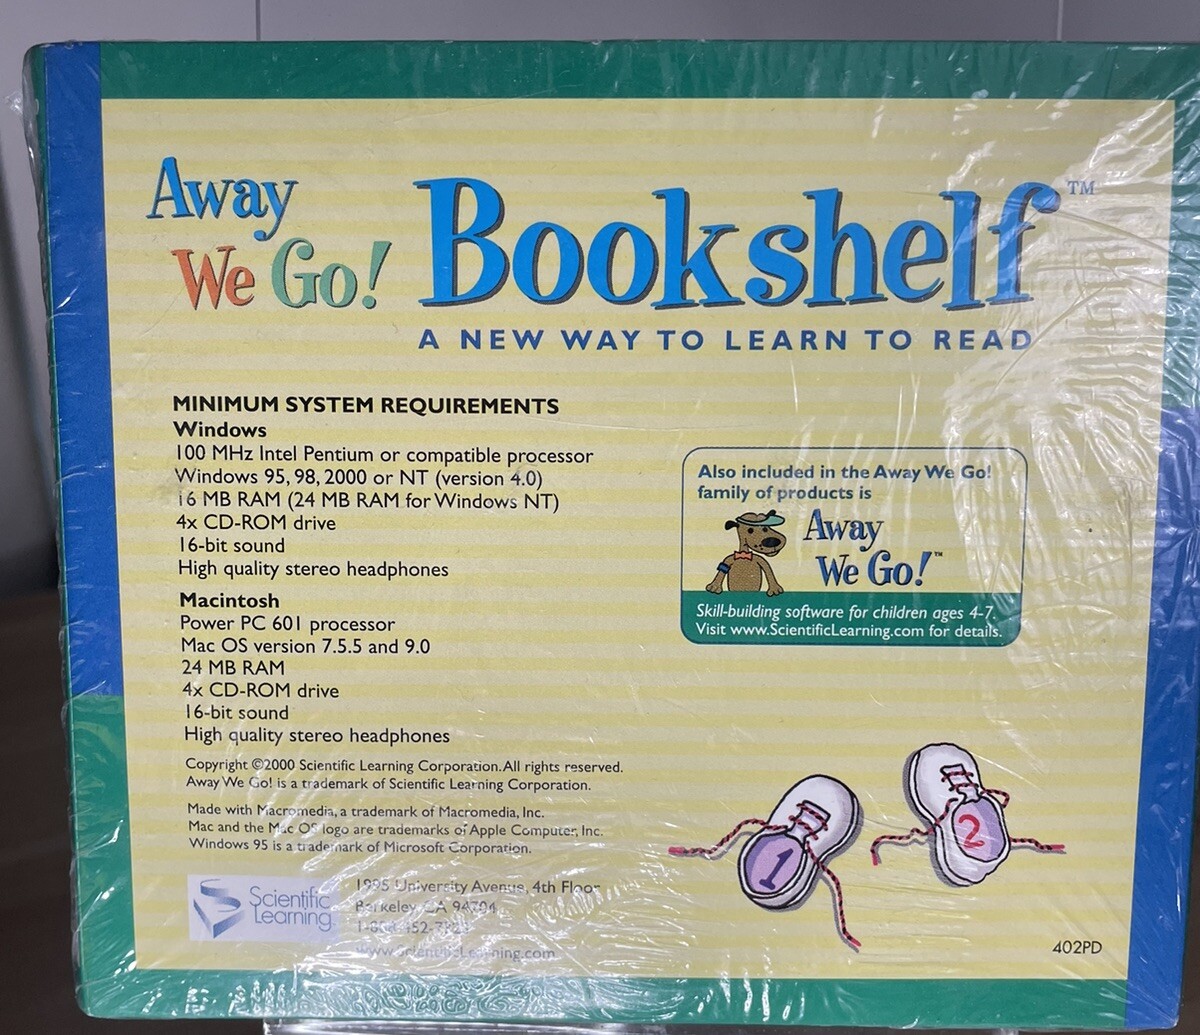 Away
We Go!
Bookshelf™
A NEW WAY TO LEARN TO READ
MINIMUM SYSTEM REQUIREMENTS
Windows
100 MHz Intel Pentium or compatible processor
Windows 95, 98, 2000 or NT (version 4.0)
16 MB RAM (24 MB RAM for Windows NT)
4x CD-ROM drive
16-bit sound
High quality stereo headphones
Macintosh
Power PC 601 processor
Mac OS version 7.5.5 and 9.0
24 MB RAM
4x CD-ROM drive
16-bit sound
High quality stereo headphones
Also included in the Away We Go!
family of products is
Away
We Go!™
Skill-building software for children ages 4-7.
Visit www.ScientificLearning.com for details.
Copyright ©2000 Scientific Learning Corporation. All rights reserved.
Away We Go! is a trademark of Scientific Learning Corporation.
Made with Macromedia, a trademark of Macromedia, Inc.
Mac and the Mac OS logo are trademarks of Apple Computer, Inc.
Windows 95 is a trademark of Microsoft Corporation.
Scientific
Learning
1995 University Avenue, 4th Floor
Berkeley, CA 94704
www.ScientificLearning.com
1
2
402PD